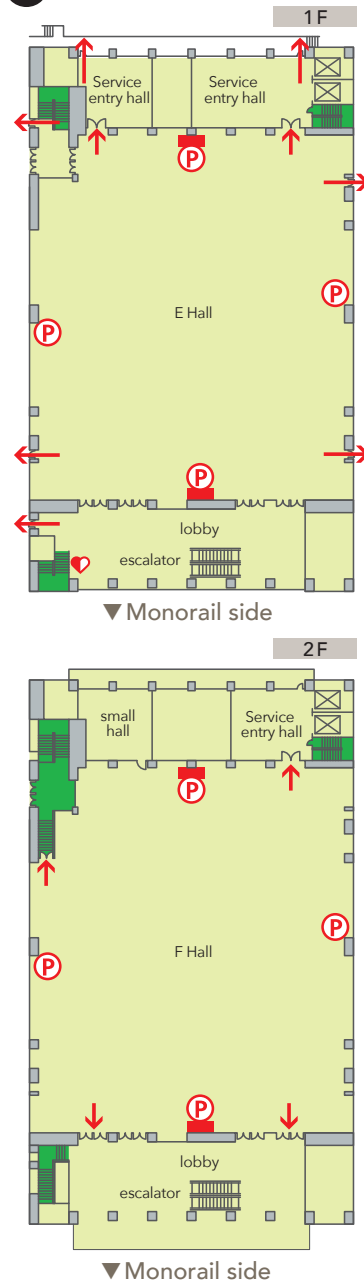 1F
Service
entry hall
Service
entry hall
P
P
P
E Hall
P
lobby
escalator
▼Monorail side
2F
small
hall
Service
entry hall
P
P
F Hall
P
P
lobby
escalator
▼Monorail side